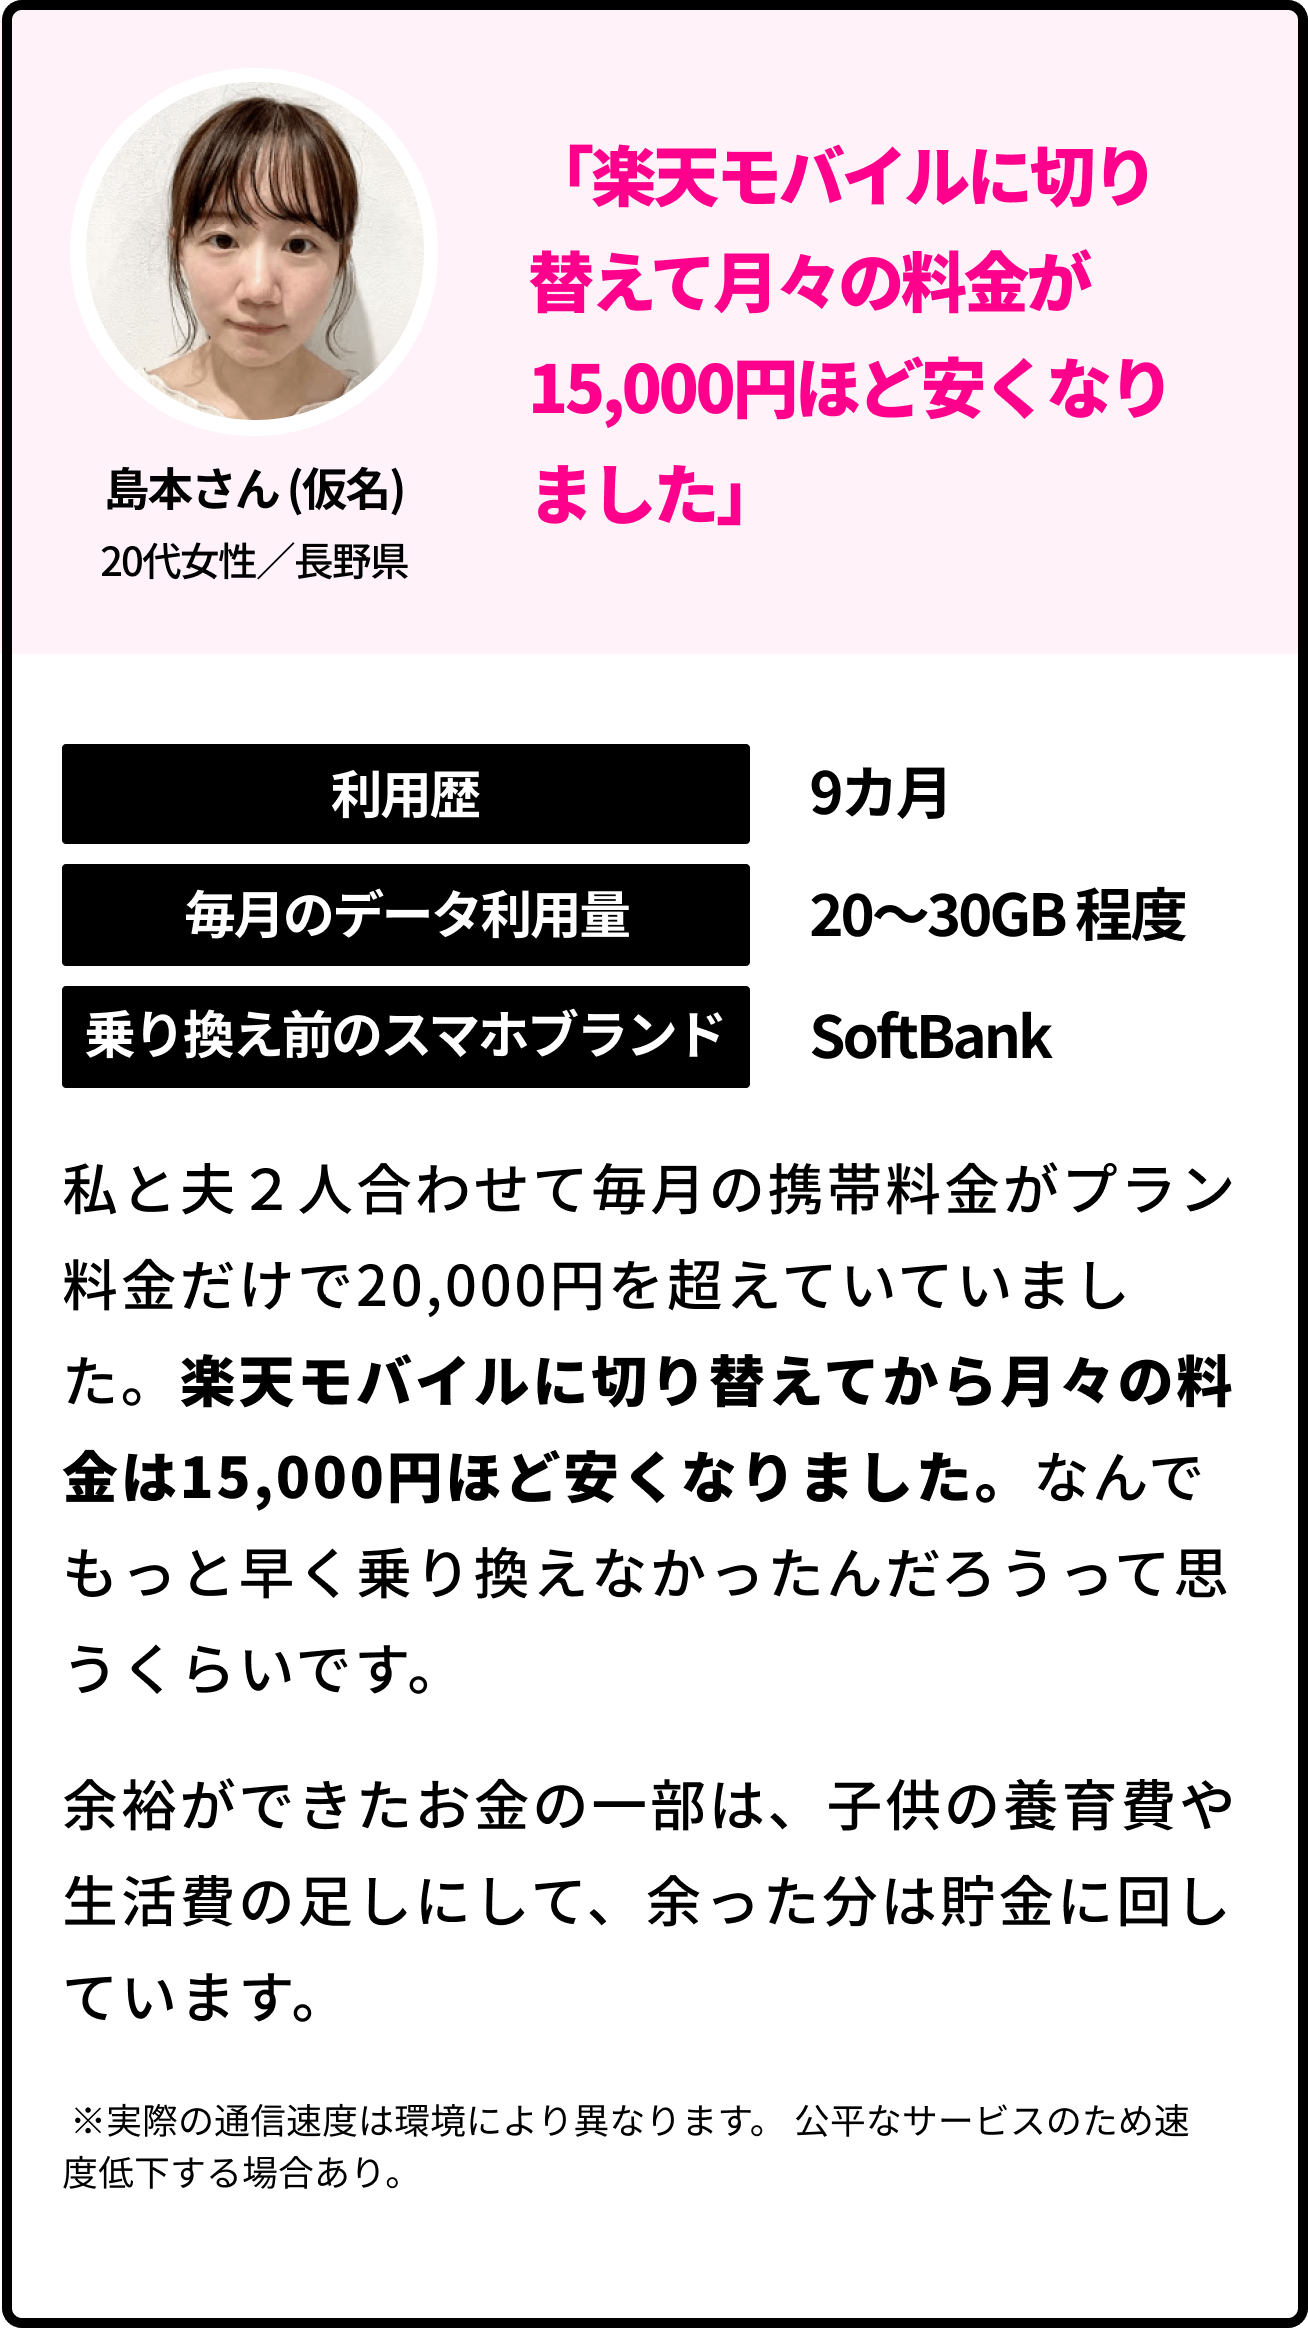 「楽天モバイルに切り
替えて月々の料金が
15,000円ほど安くなり
ました」
島本さん (仮名)
20代女性／長野県
利用歴
9カ月
毎月のデータ利用量
20〜30GB 程度
乗り換え前のスマホブランド
SoftBank
私と夫２人合わせて毎月の携帯料金がプラン
料金だけで20,000円を超えていていまし
た。楽天モバイルに切り替えてから月々の料
金は15,000円ほど安くなりました。なんで
もっと早く乗り換えなかったんだろうって思
うくらいです。
余裕ができたお金の一部は、子供の養育費や
生活費の足しにして、余った分は貯金に回し
ています。
※実際の通信速度は環境により異なります。 公平なサービスのため速
度低下する場合あり。